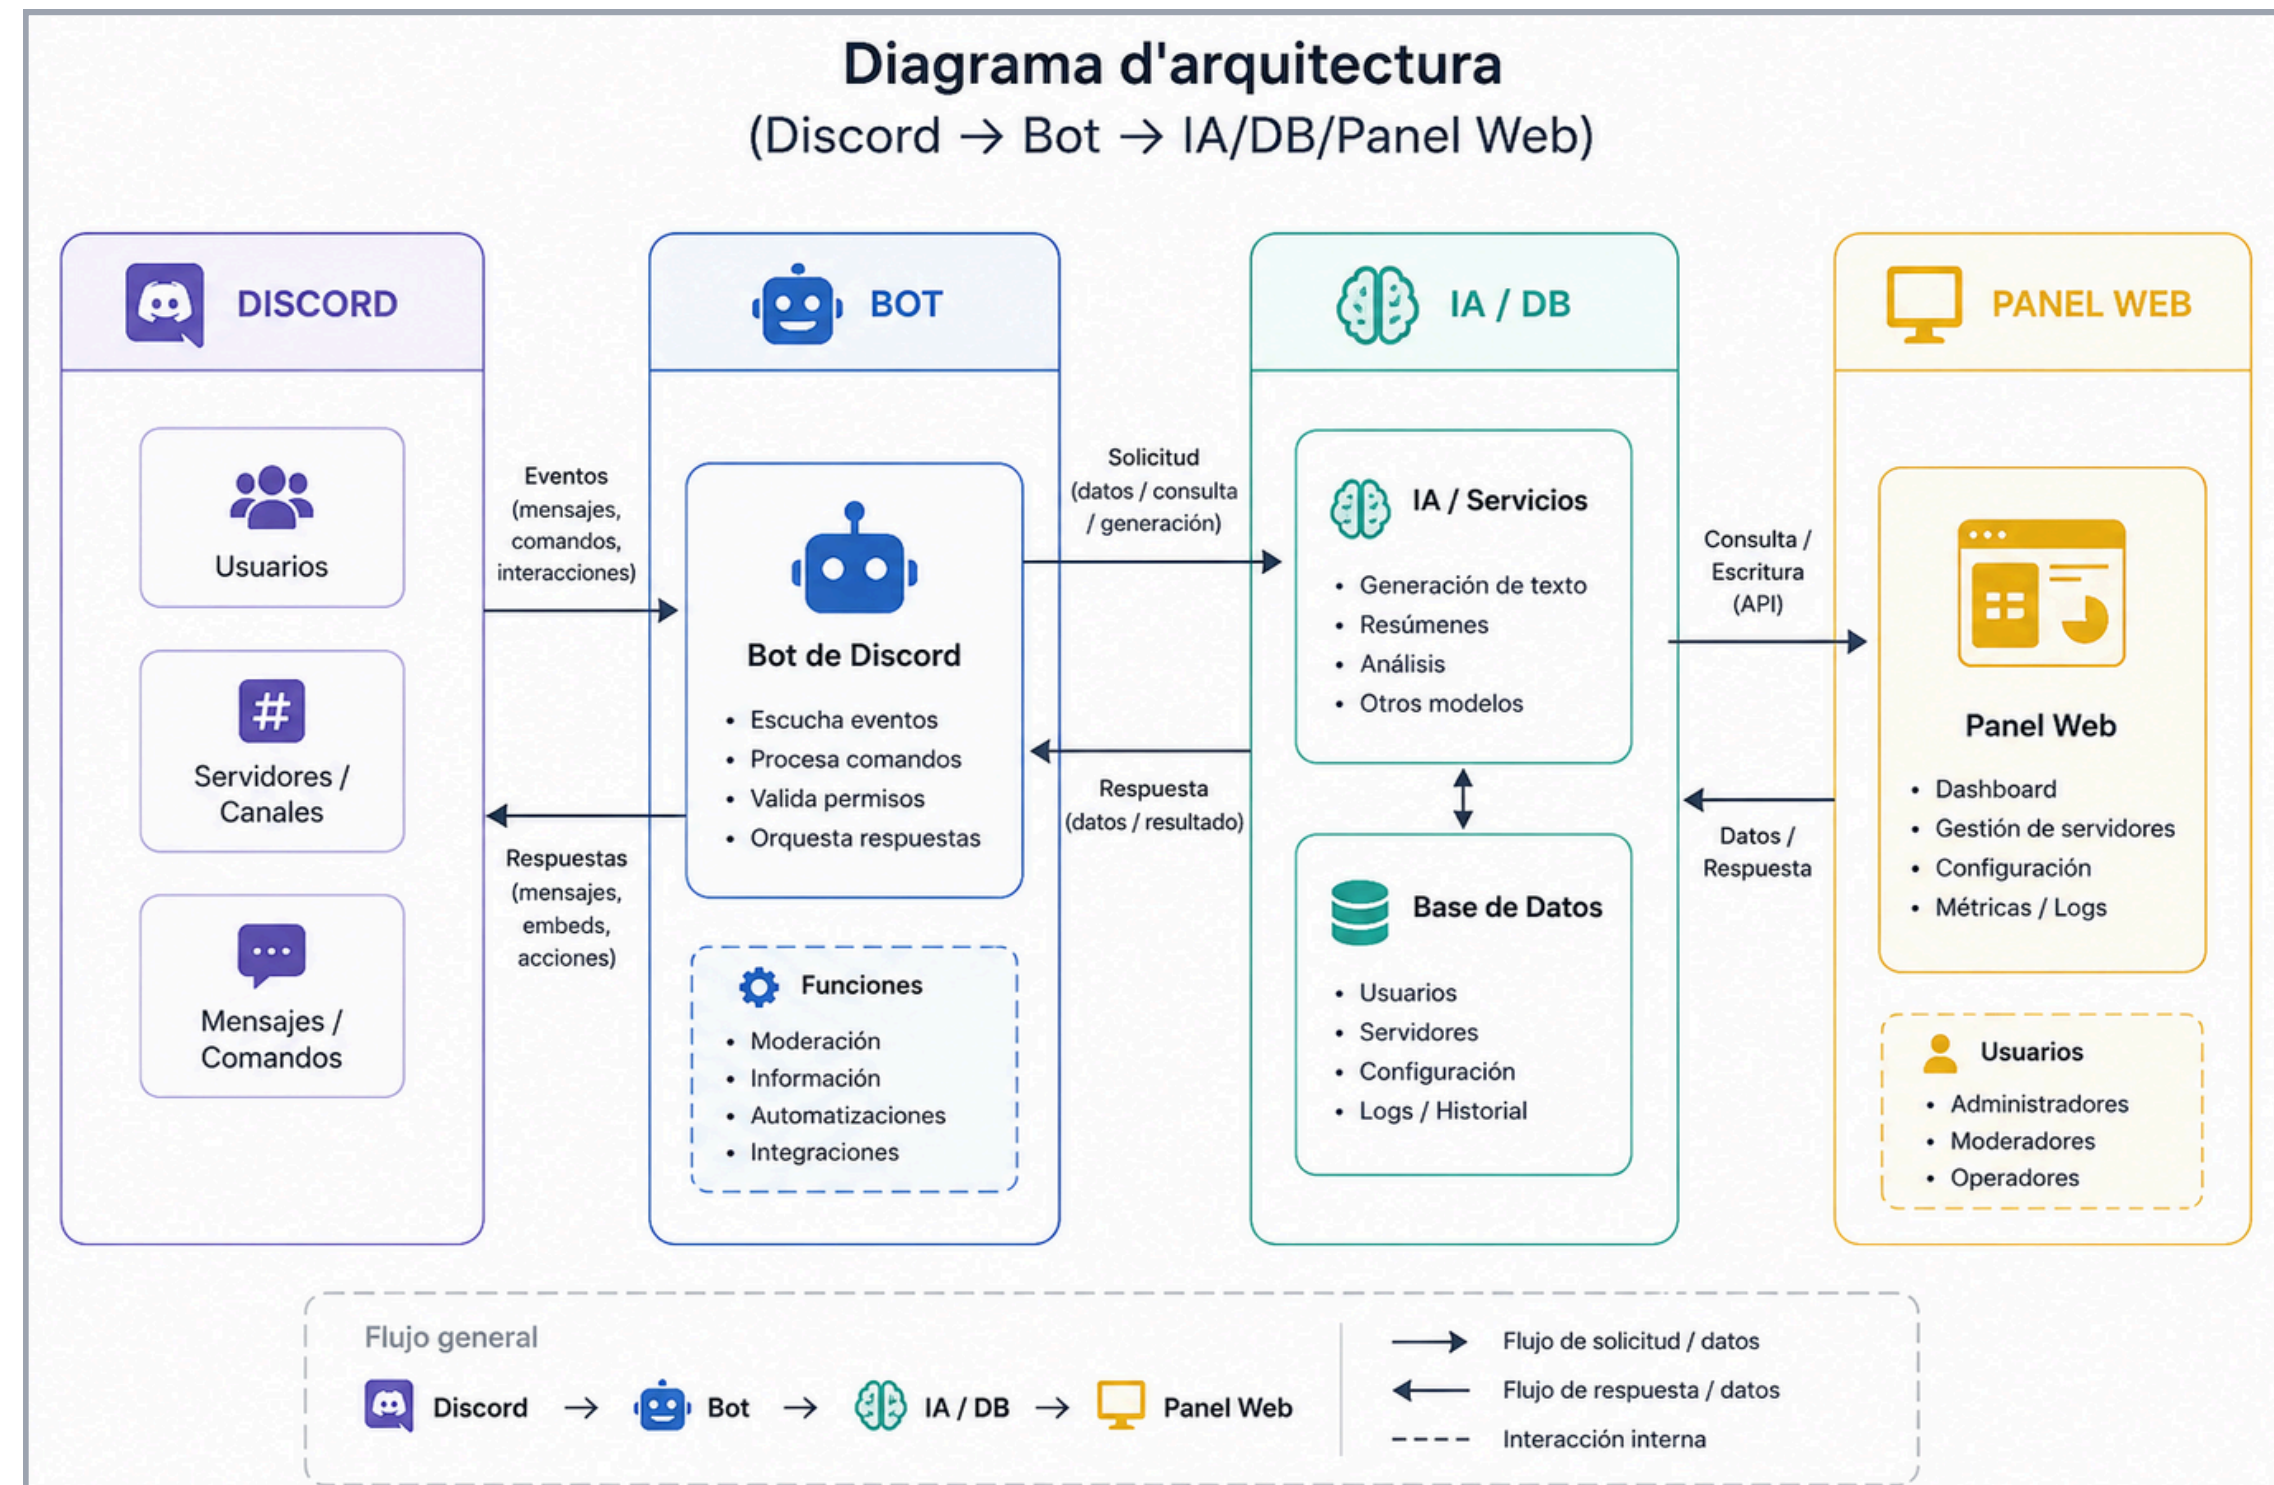 Diagrama d'arquitectura
(Discord → Bot → IA/DB/Panel Web)
DISCORD
Usuarios
#
Servidores /
Canales
Mensajes /
Comandos
Eventos
(mensajes,
comandos,
interacciones)
Respuestas
(mensajes,
embeds,
acciones)
BOT
Bot de Discord
• Escucha eventos
• Procesa comandos
• Valida permisos
• Orquesta respuestas
Funciones
• Moderación
• Información
• Automatizaciones
• Integraciones
Solicitud
(datos / consulta
/ generación)
Respuesta
(datos / resultado)
IA / DB
IA / Servicios
• Generación de texto
• Resúmenes
• Análisis
• Otros modelos
Base de Datos
• Usuarios
• Servidores
• Configuración
• Logs / Historial
Consulta /
Escritura
(API)
Datos /
Respuesta
PANEL WEB
Panel Web
• Dashboard
• Gestión de servidores
• Configuración
• Métricas / Logs
Usuarios
• Administradores
• Moderadores
• Operadores
Flujo general
Discord → Bot → IA / DB → Panel Web
Flujo de solicitud / datos
Flujo de respuesta / datos
Interacción interna